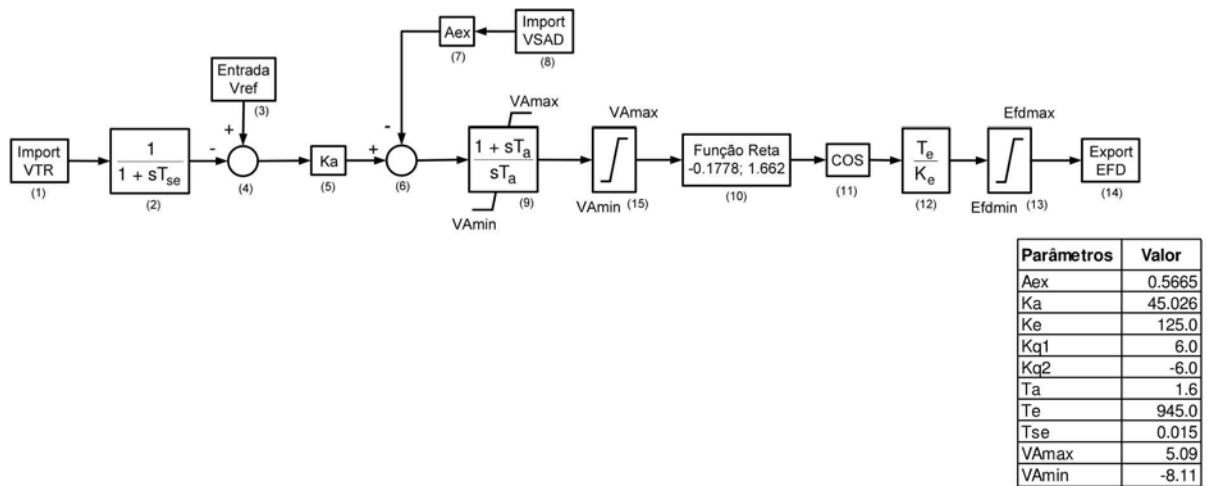 Import
VTR
(1)
1
1 + sTse
(2)
Entrada
Vref
(3)
+
-
(4)
Ka
(5)
Aex
(7)
Import
VSAD
(8)
-
+
(6)
VAmax
1 + sTa
sTa
(9)
VAmin
VAmax
VAmin (15)
Função Reta
-0.1778; 1.662
(10)
COS
(11)
Te
Ke
(12)
Efdmax
Efdmin (13)
Export
EFD
(14)
Parâmetros Valor
Aex 0.5665
Ka 45.026
Ke 125.0
Kq1 6.0
Kq2 -6.0
Ta 1.6
Te 945.0
Tse 0.015
VAmax 5.09
VAmin -8.11